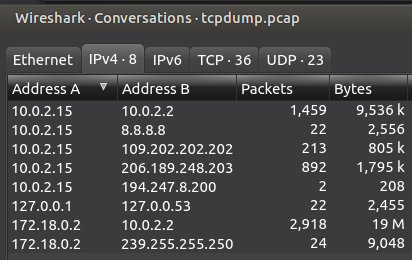 Wireshark · Conversations · tcpdump.pcap
Ethernet IPv4 · 8 IPv6 TCP · 36 UDP · 23
Address A ▼ Address B Packets Bytes
10.0.2.15 10.0.2.2 1,459 9,536 k
10.0.2.15 8.8.8.8 22 2,556
10.0.2.15 109.202.202.202 213 805 k
10.0.2.15 206.189.248.203 892 1,795 k
10.0.2.15 194.247.8.200 2 208
127.0.0.1 127.0.0.53 22 2,455
172.18.0.2 10.0.2.2 2,918 19 M
172.18.0.2 239.255.255.250 24 9,048